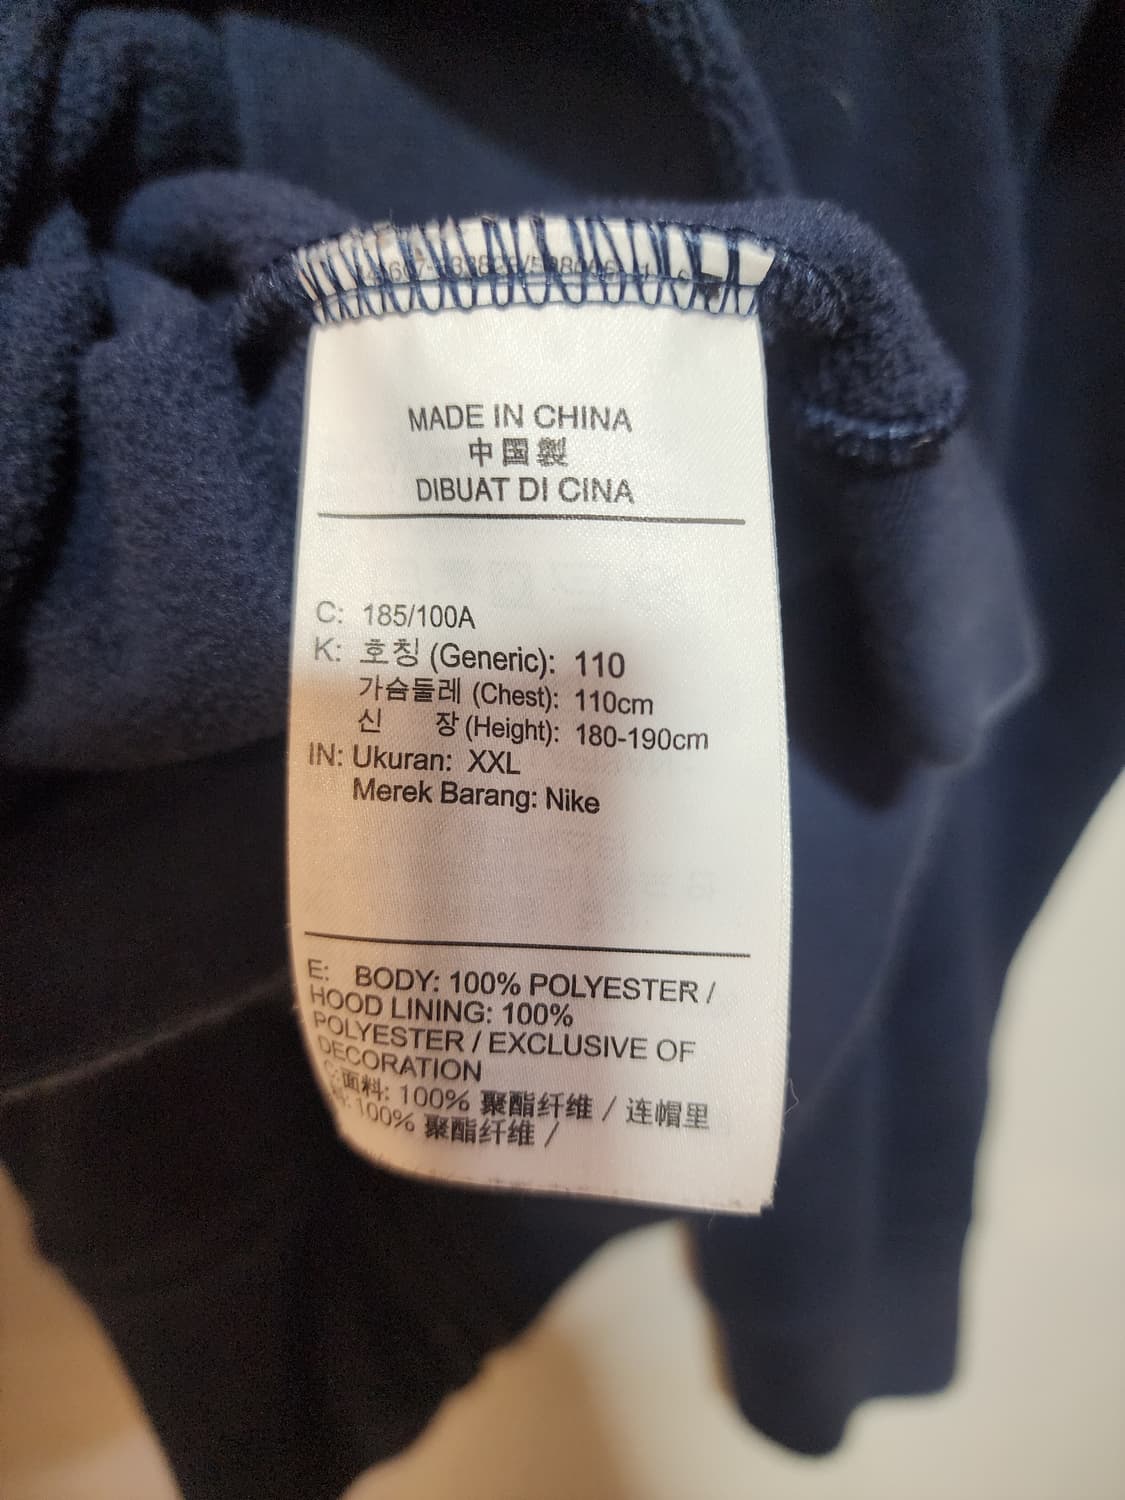 MADE IN CHINA
中国製
DIBUAT DI CINA
C: 185/100A
K: 호칭 (Generic): 110
가슴둘레 (Chest): 110cm
신 장 (Height): 180-190cm
IN: Ukuran: XXL
Merek Barang: Nike
E: BODY: 100% POLYESTER /
HOOD LINING: 100%
POLYESTER / EXCLUSIVE OF
DECORATION
C: 面料: 100% 聚酯纤维 / 连帽里
料: 100% 聚酯纤维 /